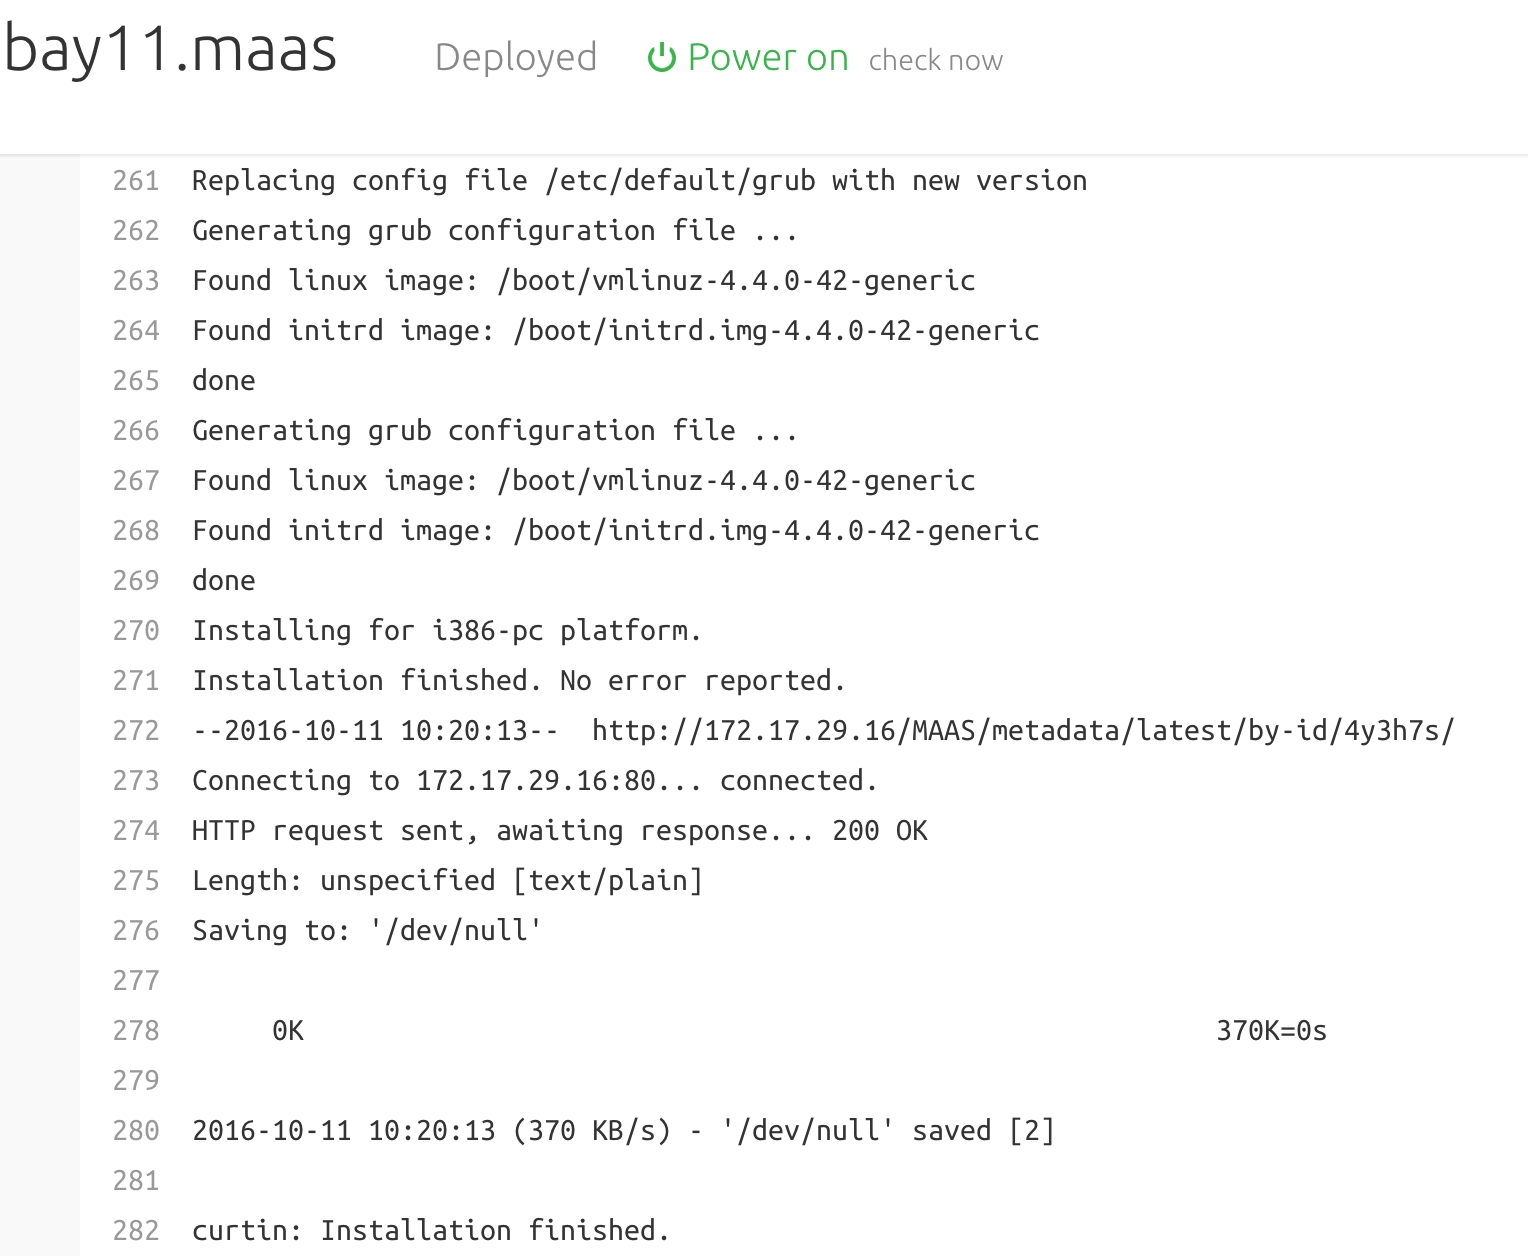 bay11.maas Deployed Power on check now
261 Replacing config file /etc/default/grub with new version
262 Generating grub configuration file ...
263 Found linux image: /boot/vmlinuz-4.4.0-42-generic
264 Found initrd image: /boot/initrd.img-4.4.0-42-generic
265 done
266 Generating grub configuration file ...
267 Found linux image: /boot/vmlinuz-4.4.0-42-generic
268 Found initrd image: /boot/initrd.img-4.4.0-42-generic
269 done
270 Installing for i386-pc platform.
271 Installation finished. No error reported.
272 --2016-10-11 10:20:13--  http://172.17.29.16/MAAS/metadata/latest/by-id/4y3h7s/
273 Connecting to 172.17.29.16:80... connected.
274 HTTP request sent, awaiting response... 200 OK
275 Length: unspecified [text/plain]
276 Saving to: '/dev/null'
277
278      0K                                                         370K=0s
279
280 2016-10-11 10:20:13 (370 KB/s) - '/dev/null' saved [2]
281
282 curtin: Installation finished.